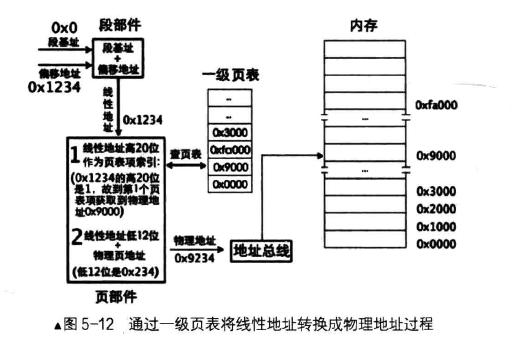 段部件
0x0
段基址
偏移地址
0x1234
段基址
+
偏移地址
线性地址
0x1234
1 线性地址高20位
作为页表项索引:
(0x1234的高20位
是1，故到第1个页
表项获取到物理地
址0x9000)
2 线性地址低12位
+
物理页地址
(低12位是0x234)
页部件
查页表
一级页表
...
...
0x3000
0xfa000
0x9000
0x0000
物理地址
0x9234
地址总线
内存
...
...
0xfa000
0x9000
0x3000
0x2000
0x1000
0x0000
▲图 5-12 通过一级页表将线性地址转换成物理地址过程